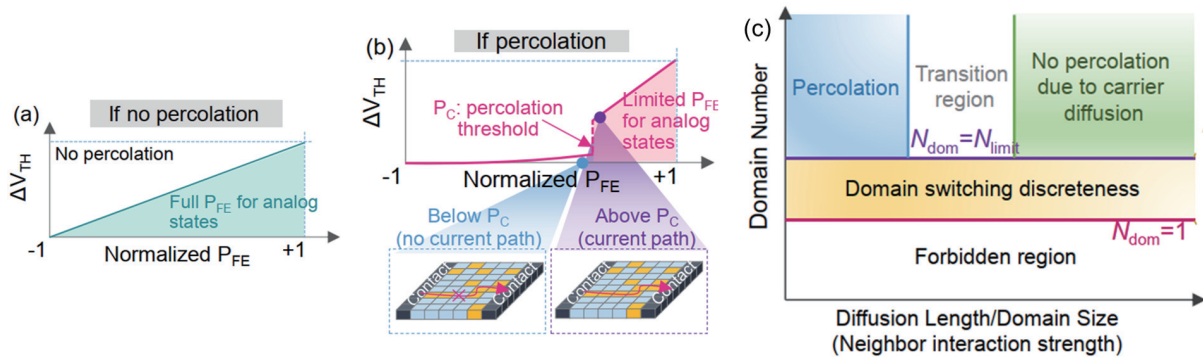 (a)
If no percolation
ΔV_TH
No percolation
Full P_FE for analog
states
-1
Normalized P_FE
+1
(b)
If percolation
ΔV_TH
P_C: percolation
threshold
Limited P_FE
for analog
states
-1
Normalized P_FE
+1
Below P_C
(no current path)
Above P_C
(current path)
Contact
Contact
Contact
Contact
(c)
Domain Number
Percolation
Transition
region
No percolation
due to carrier
diffusion
N_dom=N_limit
Domain switching discreteness
N_dom=1
Forbidden region
Diffusion Length/Domain Size
(Neighbor interaction strength)